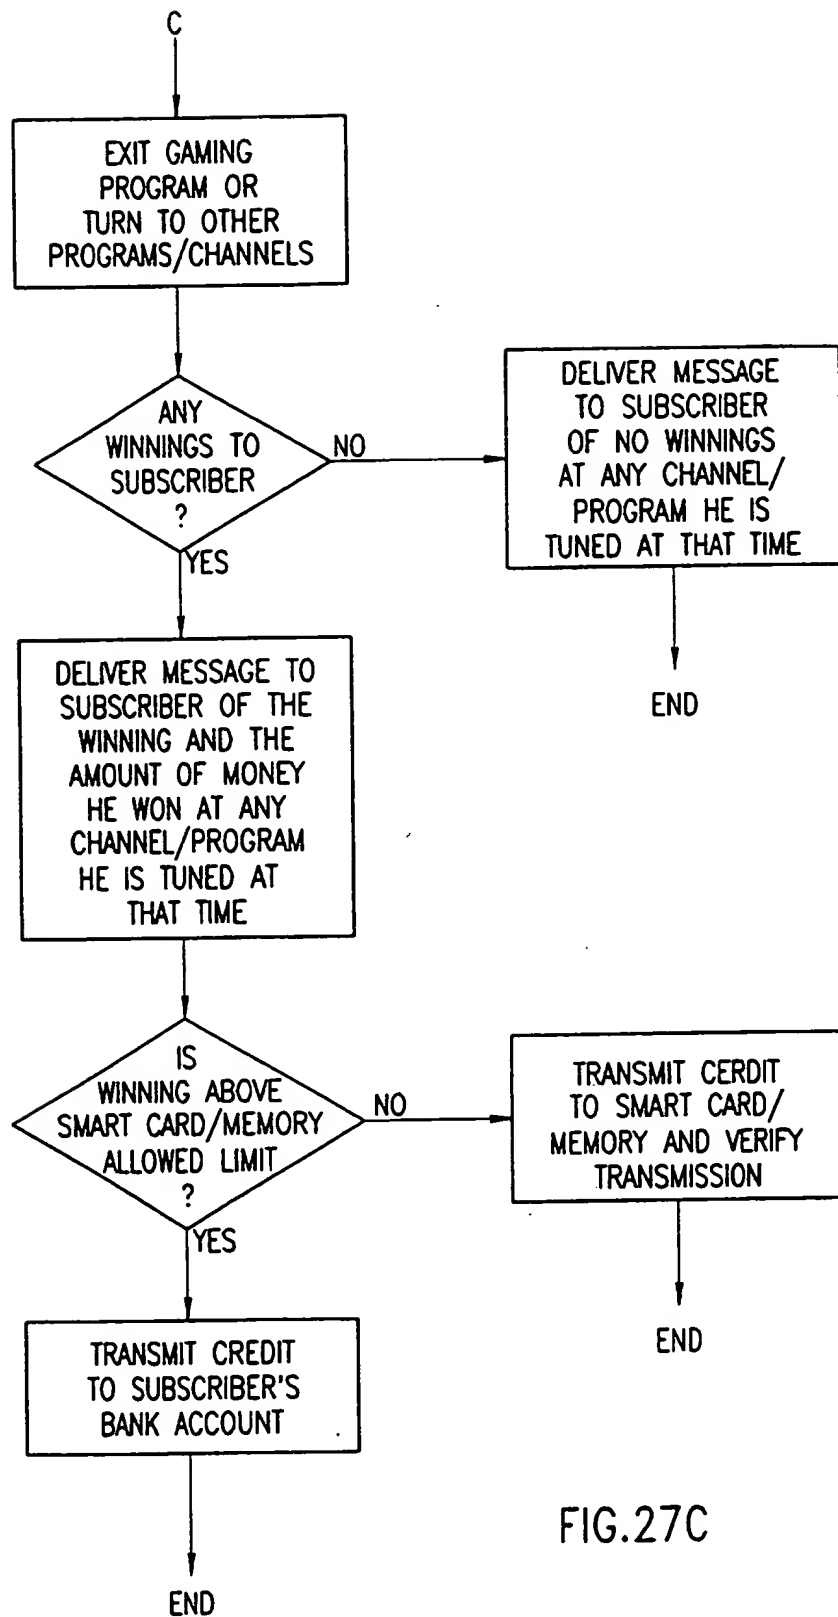 C
EXIT GAMING
PROGRAM OR
TURN TO OTHER
PROGRAMS/CHANNELS
ANY
WINNINGS TO
SUBSCRIBER
?
NO
YES
DELIVER MESSAGE
TO SUBSCRIBER
OF NO WINNINGS
AT ANY CHANNEL/
PROGRAM HE IS
TUNED AT THAT TIME
END
DELIVER MESSAGE TO
SUBSCRIBER OF THE
WINNING AND THE
AMOUNT OF MONEY
HE WON AT ANY
CHANNEL/PROGRAM
HE IS TUNED AT
THAT TIME
IS
WINNING ABOVE
SMART CARD/MEMORY
ALLOWED LIMIT
?
NO
YES
TRANSMIT CERDIT
TO SMART CARD/
MEMORY AND VERIFY
TRANSMISSION
END
TRANSMIT CREDIT
TO SUBSCRIBER'S
BANK ACCOUNT
END
FIG.27C